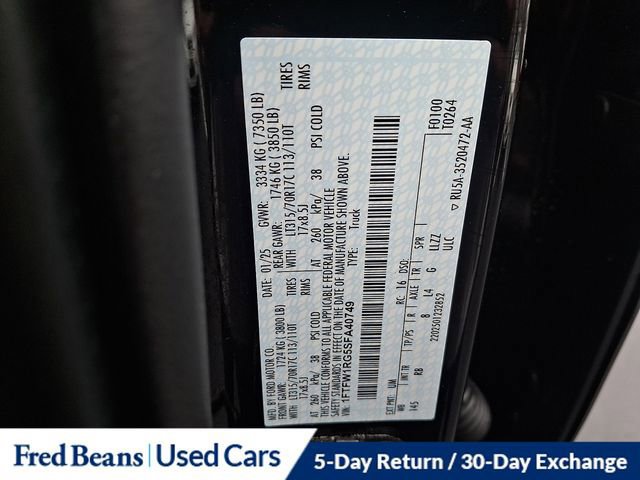 MFD. BY FORD MOTOR CO.
DATE: 01/25 GVWR: 3334 KG ( 7350 LB)
FRONT GAWR: 1724 KG ( 3800 LB) REAR GAWR: 1746 KG ( 3850 LB)
LT315/70R17C 113/110T TIRES WITH LT315/70R17C 113/110T TIRES
17x8.5J RIMS 17x8.5J RIMS
AT 260 kPa/ 38 PSI COLD AT 260 kPa/ 38 PSI COLD
THIS VEHICLE CONFORMS TO ALL APPLICABLE FEDERAL MOTOR VEHICLE
SAFETY STANDARDS IN EFFECT ON THE DATE OF MANUFACTURE SHOWN ABOVE.
VIN: 1FTFW1RG5SFA40749 TYPE: Truck
F0100
T0264
EXT PNT: UM RC: 16 DSO:
WB INT TR TP/PS R AXLE TR SPR
145 RB 8 L4 G LLZZ
ULC
2202501232852
▽ RU5A-3520472-AA
Fred Beans Used Cars
5-Day Return / 30-Day Exchange